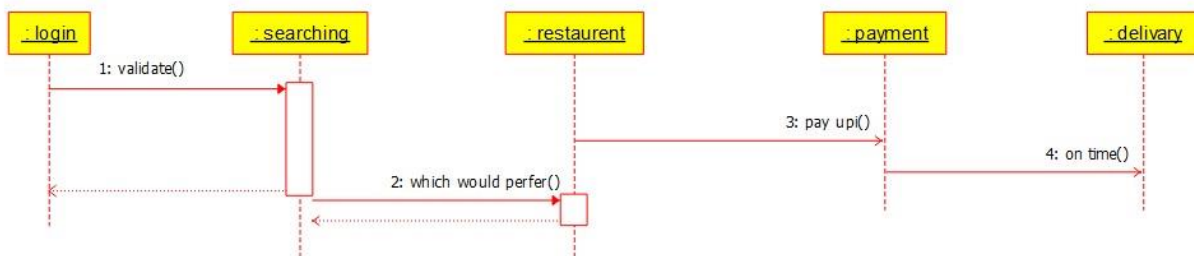 : login
: searching
: restaurent
: payment
: delivary
1: validate()
3: pay upi()
4: on time()
2: which would perfer()